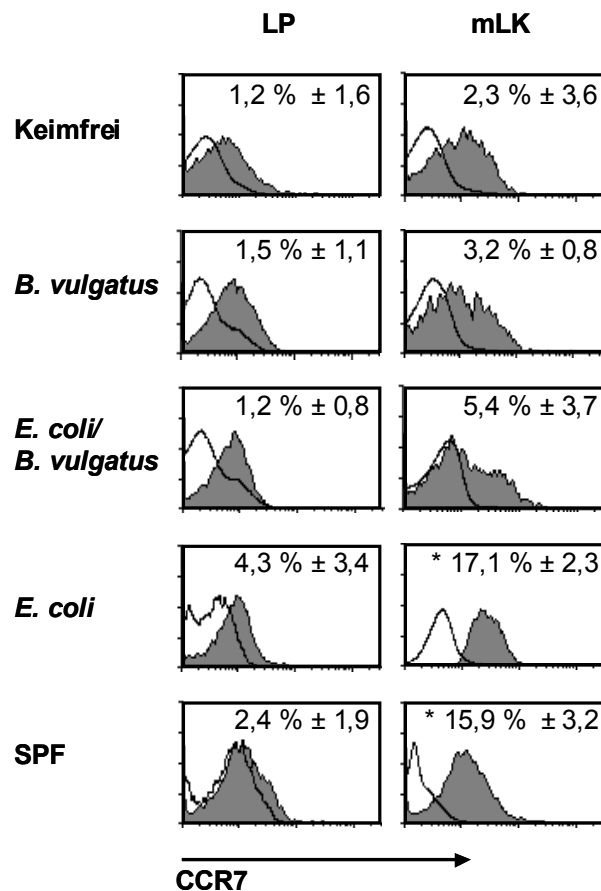 LP mLK
Keimfrei 1,2 % ± 1,6 2,3 % ± 3,6
B. vulgatus 1,5 % ± 1,1 3,2 % ± 0,8
E. coli/
B. vulgatus 1,2 % ± 0,8 5,4 % ± 3,7
E. coli 4,3 % ± 3,4 * 17,1 % ± 2,3
SPF 2,4 % ± 1,9 * 15,9 % ± 3,2
CCR7